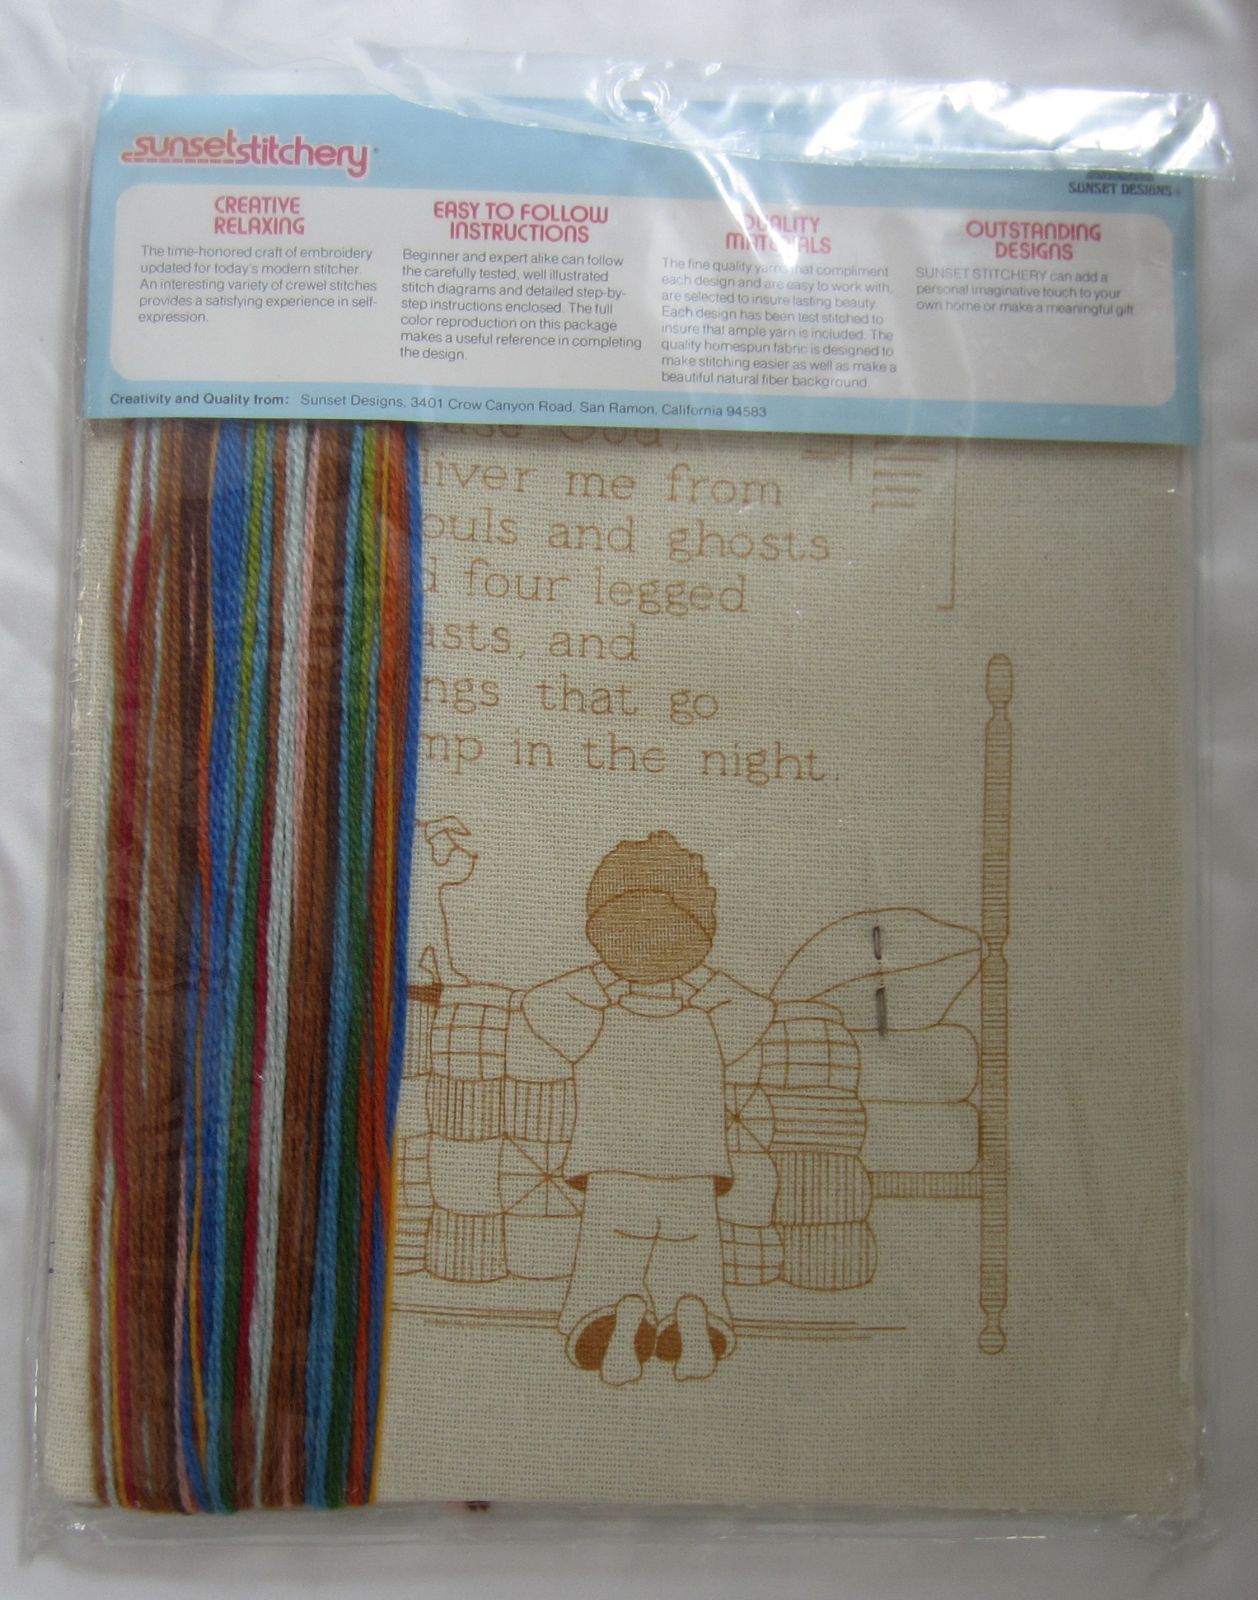 sunsetstitchery
SUNSET DESIGNS®
CREATIVE
RELAXING
The time-honored craft of embroidery
updated for today's modern stitcher.
An interesting variety of crewel stitches
provides a satisfying experience in self-
expression.
EASY TO FOLLOW
INSTRUCTIONS
Beginner and expert alike can follow
the carefully tested, well illustrated
stitch diagrams and detailed step-by-
step instructions enclosed. The full
color reproduction on this package
makes a useful reference in completing
the design.
QUALITY
MATERIALS
The fine quality yarns that compliment
each design and are easy to work with,
are selected to insure lasting beauty.
Each design has been test stitched to
insure that ample yarn is included. The
quality homespun fabric is designed to
make stitching easier as well as make a
beautiful natural fiber background.
OUTSTANDING
DESIGNS
SUNSET STITCHERY can add a
personal imaginative touch to your
own home or make a meaningful gift.
Creativity and Quality from: Sunset Designs, 3401 Crow Canyon Road, San Ramon, California 94583
God,
liver me from
ouls and ghosts
d four legged
asts, and
ngs that go
mp in the night.